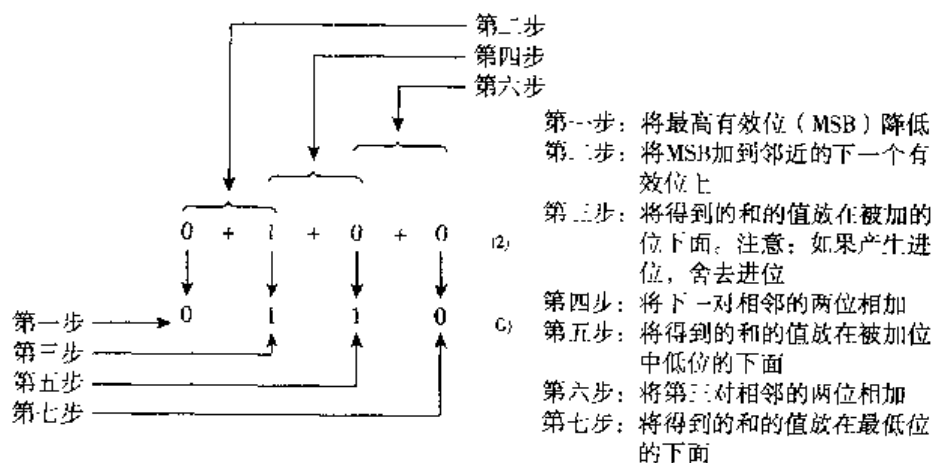 第二步
第四步
第六步
0 + 1 + 0 + 0 (2)
0 1 1 0 G)
第一步
第三步
第五步
第七步
第一步：将最高有效位（MSB）降低
第二步：将MSB加到邻近的下一个有
效位上
第三步：将得到的和的值放在被加的
位下面。注意：如果产生进
位，舍去进位
第四步：将下一对相邻的两位相加
第五步：将得到的和的值放在被加位
中低位的下面
第六步：将第三对相邻的两位相加
第七步：将得到的和的值放在最低位
的下面